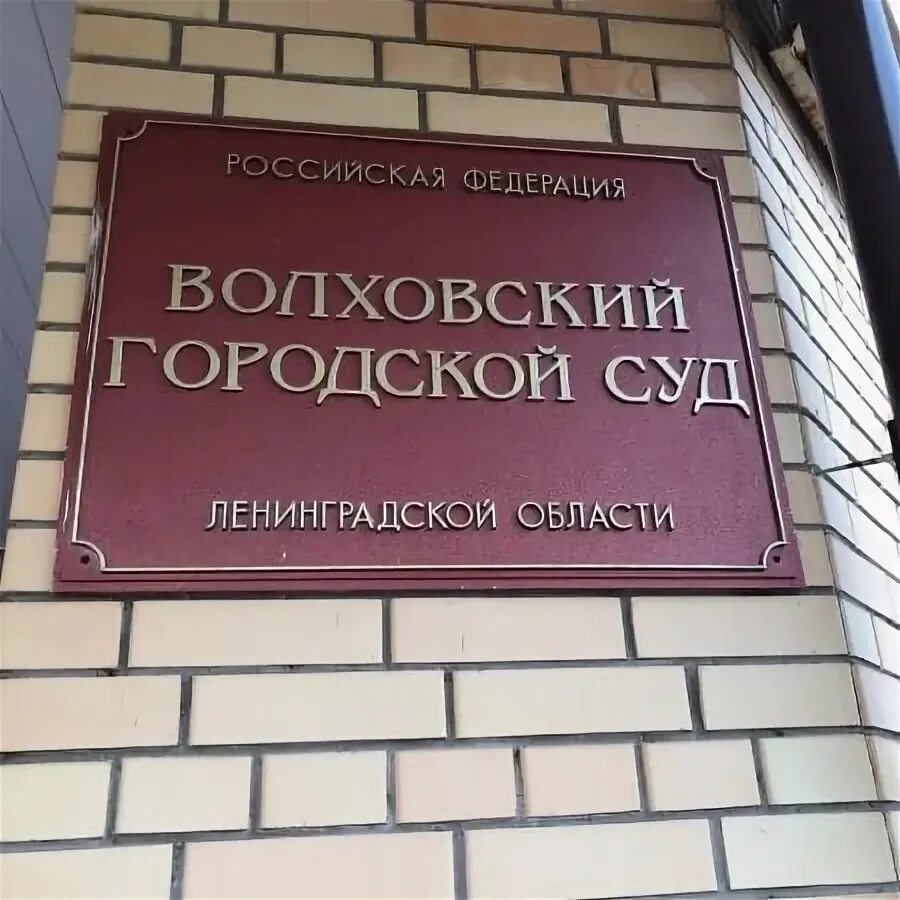 РОССИЙСКАЯ ФЕДЕРАЦИЯ
ВОЛХОВСКИЙ
ГОРОДСКОЙ СУД
ЛЕНИНГРАДСКОЙ ОБЛАСТИ